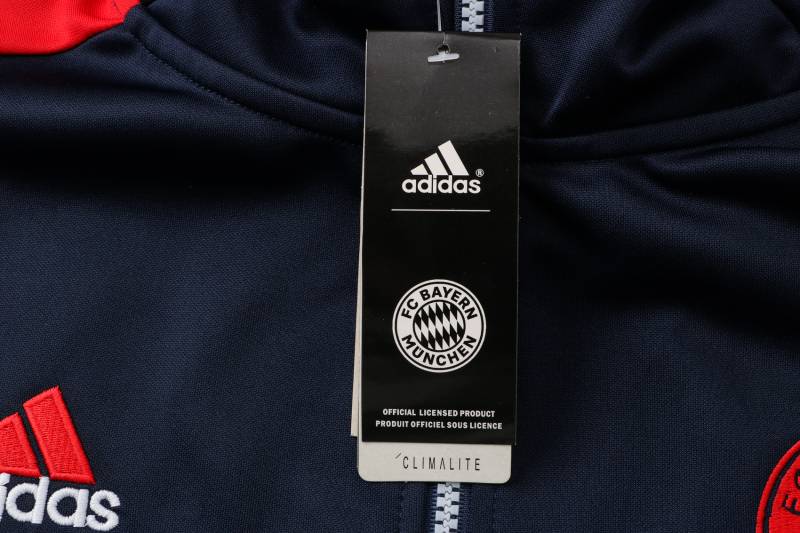 adidas®
FC BAYERN
MÜNCHEN
OFFICIAL LICENSED PRODUCT
PRODUIT OFFICIEL SOUS LICENCE
CLIMALITE
adidas